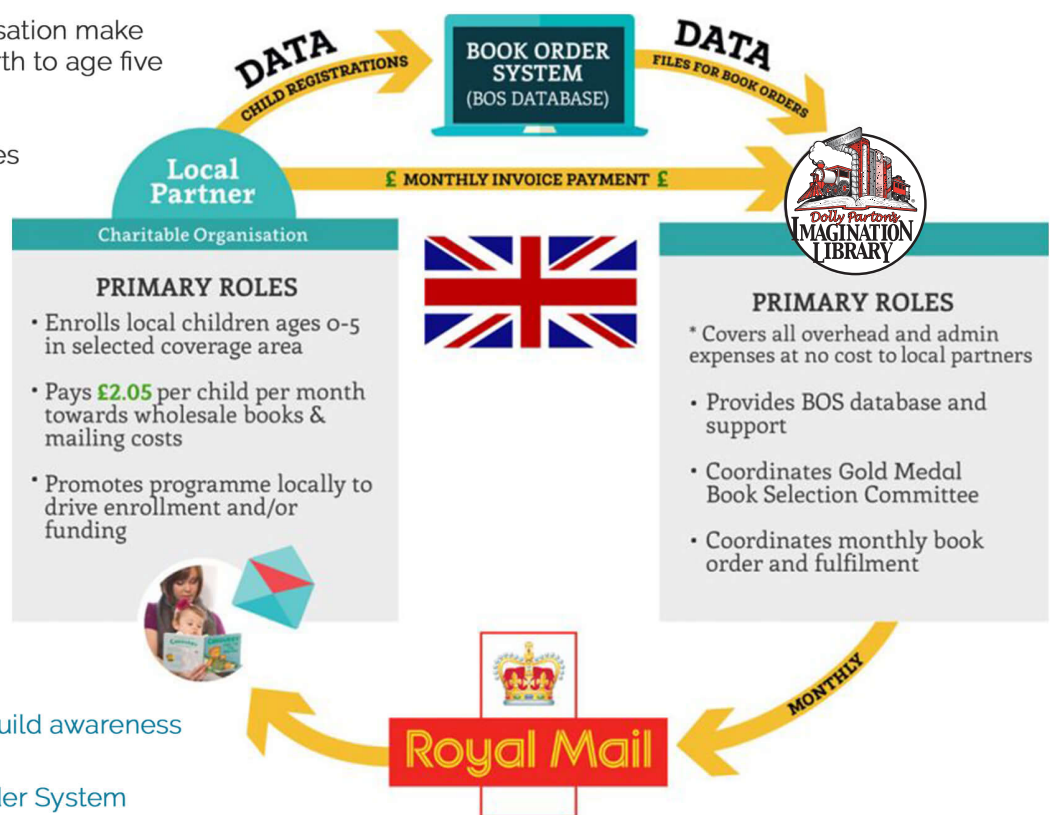 sation make
th to age five
es
DATA
CHILD REGISTRATIONS
BOOK ORDER
SYSTEM
(BOS DATABASE)
DATA
FILES FOR BOOK ORDERS
£ MONTHLY INVOICE PAYMENT £
Local
Partner
Charitable Organisation
PRIMARY ROLES
• Enrolls local children ages 0-5
in selected coverage area
• Pays £2.05 per child per month
towards wholesale books &
mailing costs
• Promotes programme locally to
drive enrollment and/or
funding
Dolly Parton's
IMAGINATION
LIBRARY
PRIMARY ROLES
* Covers all overhead and admin
expenses at no cost to local partners
• Provides BOS database and
support
• Coordinates Gold Medal
Book Selection Committee
• Coordinates monthly book
order and fulfilment
MONTHLY
Royal Mail
uild awareness
der System